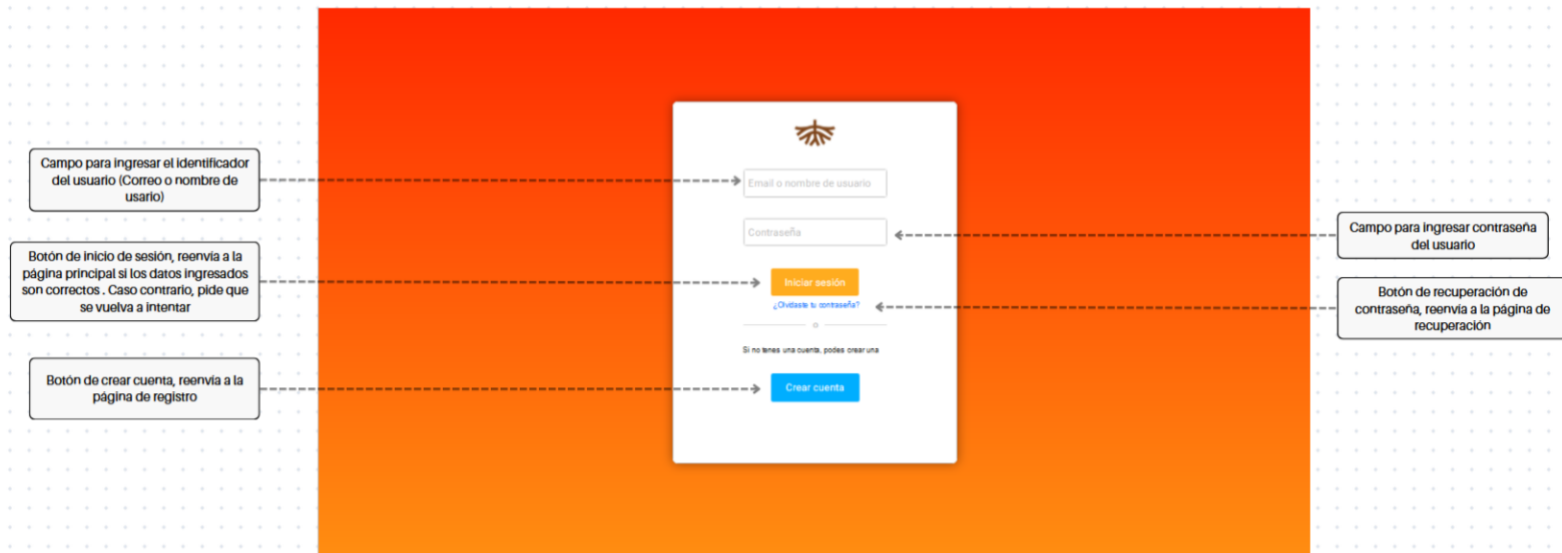 Campo para ingresar el identificador
del usuario (Correo o nombre de
usario)
Botón de inicio de sesión, reenvía a la
página principal si los datos ingresados
son correctos . Caso contrario, pide que
se vuelva a intentar
Botón de crear cuenta, reenvía a la
página de registro
Email o nombre de usuario
Contraseña
Iniciar sesión
¿Olvidaste tu contraseña?
o
Si no tenes una cuenta, podes crear una
Crear cuenta
Campo para ingresar contraseña
del usuario
Botón de recuperación de
contraseña, reenvía a la página de
recuperación